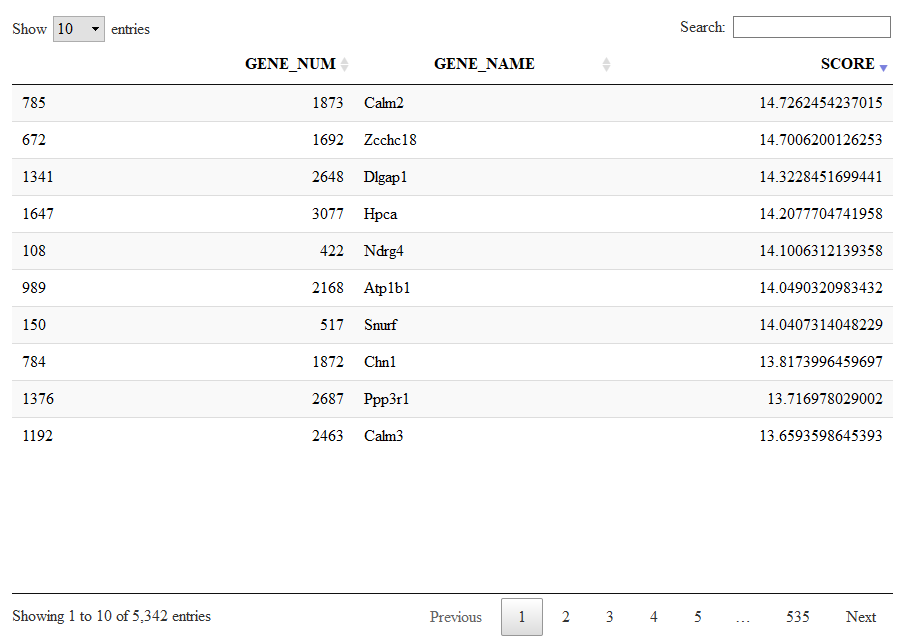 Show 10 entries Search:
GENE_NUM GENE_NAME SCORE
785 1873 Calm2 14.7262454237015
672 1692 Zcchc18 14.7006200126253
1341 2648 Dlgap1 14.3228451699441
1647 3077 Hpca 14.2077704741958
108 422 Ndrg4 14.1006312139358
989 2168 Atp1b1 14.0490320983432
150 517 Snurf 14.0407314048229
784 1872 Chn1 13.8173996459697
1376 2687 Ppp3r1 13.716978029002
1192 2463 Calm3 13.6593598645393
Showing 1 to 10 of 5,342 entries Previous 1 2 3 4 5 … 535 Next